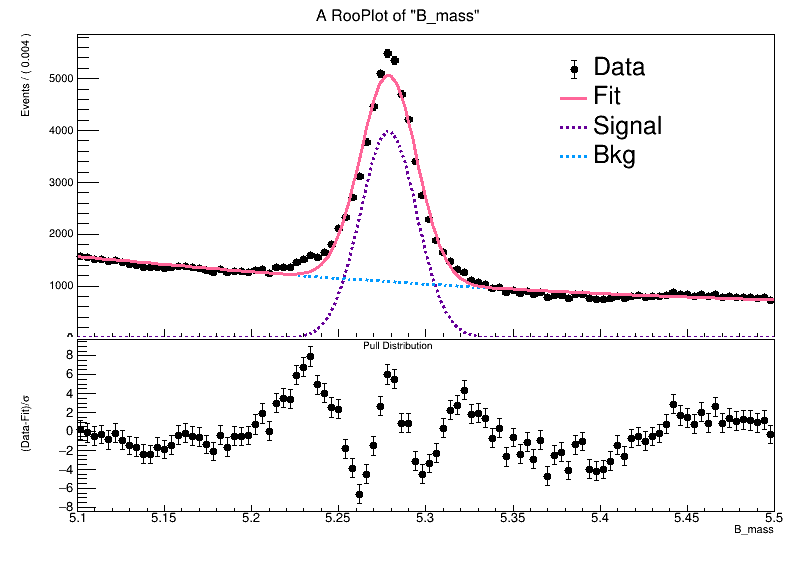 A RooPlot of "B_mass"
Events / ( 0.004 )
5000
4000
3000
2000
1000
0
Data
Fit
Signal
Bkg
Pull Distribution
(Data-Fit)/σ
8
6
4
2
0
−2
−4
−6
−8
5.1
5.15
5.2
5.25
5.3
5.35
5.4
5.45
5.5
B_mass